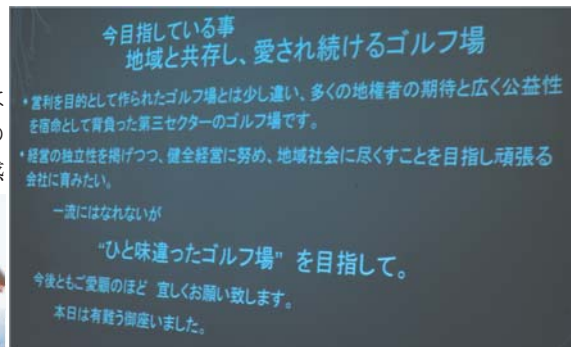 今目指している事
地域と共存し、愛され続けるゴルフ場
・営利を目的として作られたゴルフ場とは少し違い、多くの地権者の期待と広く公益性
を宿命として背負った第三セクターのゴルフ場です。
・経営の独立性を掲げつつ、健全経営に努め、地域社会に尽くすことを目指し頑張る
会社に育みたい。
一流にはなれないが
“ひと味違ったゴルフ場” を目指して。
今後ともご愛顧のほど 宜しくお願い致します。
本日は有難う御座いました。